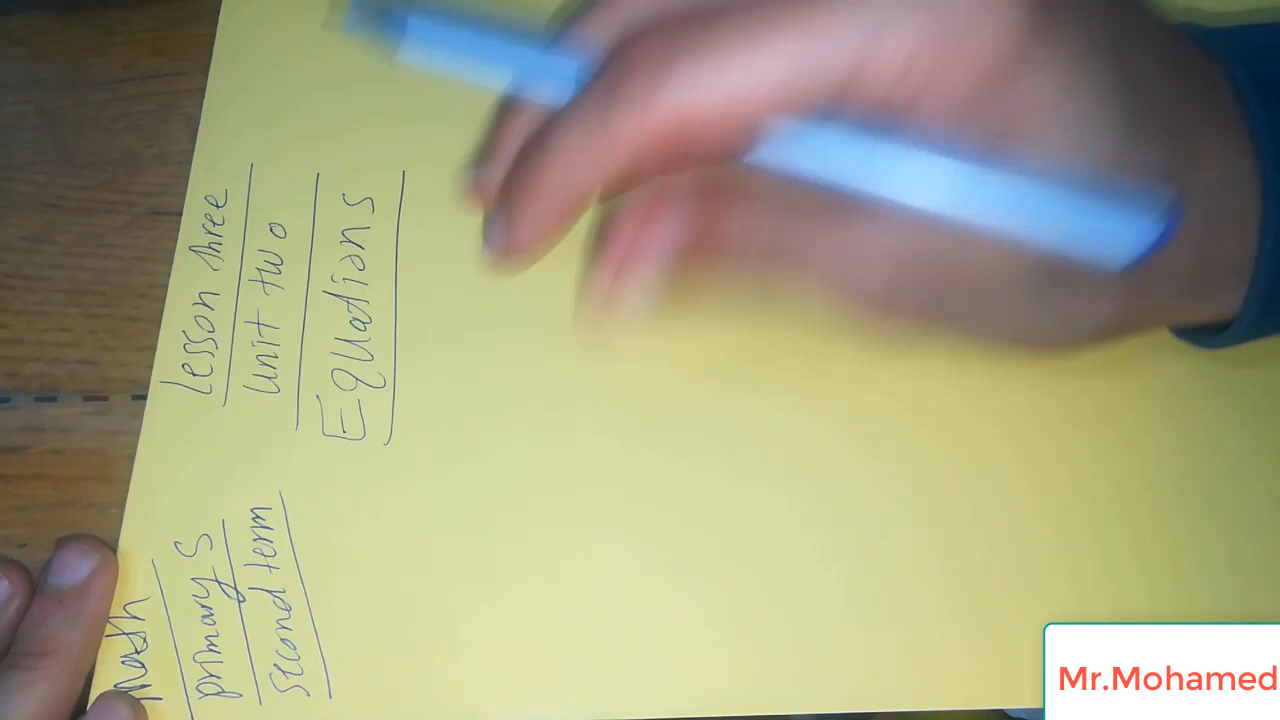 math
primary 5
second term
Lesson three
unit two
Equations
Mr.Mohamed